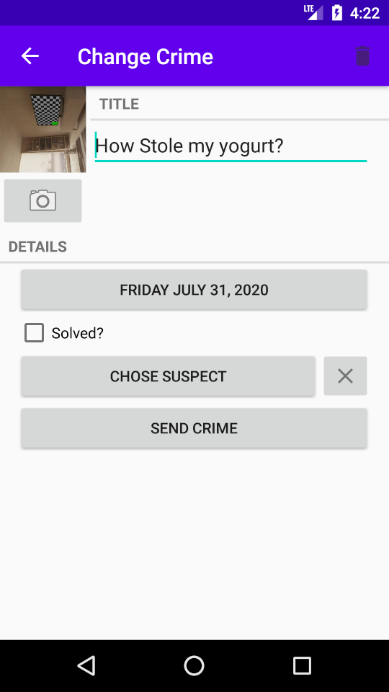 LTE 4:22
Change Crime
TITLE
How Stole my yogurt?
DETAILS
FRIDAY JULY 31, 2020
Solved?
CHOSE SUSPECT
SEND CRIME